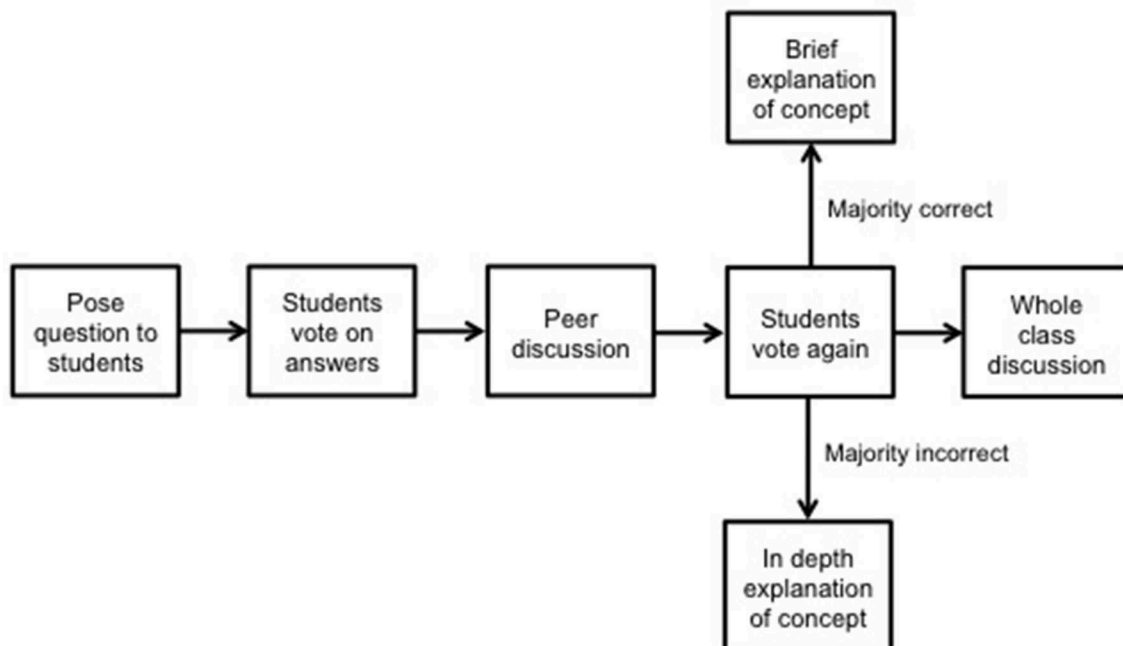 Brief
explanation
of concept
Majority correct
Pose
question to
students
Students
vote on
answers
Peer
discussion
Students
vote again
Whole
class
discussion
Majority incorrect
In depth
explanation
of concept